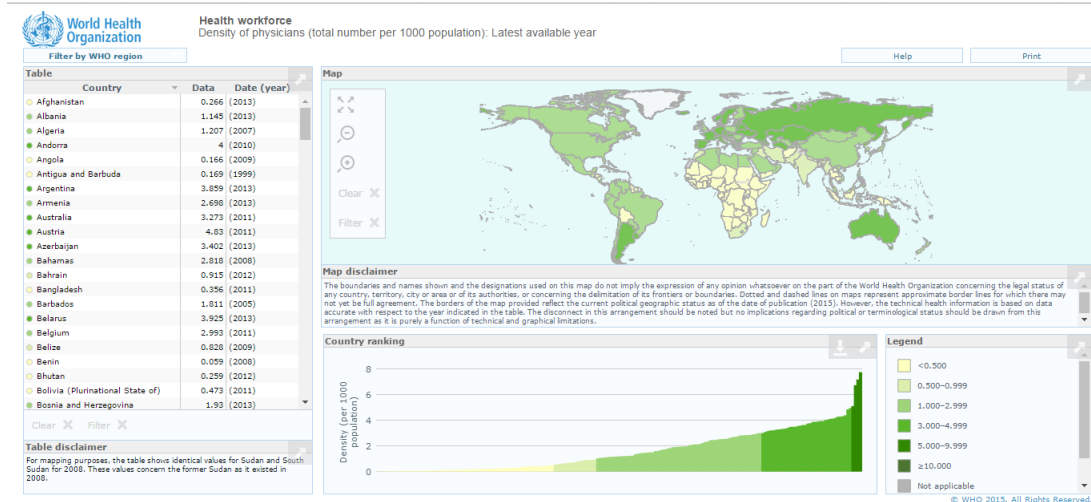 World Health
Organization
Health workforce
Density of physicians (total number per 1000 population): Latest available year
Filter by WHO region
Help
Print
Table
Country Data Date (year)
Afghanistan 0.266 (2013)
Albania 1.145 (2013)
Algeria 1.207 (2007)
Andorra 4 (2010)
Angola 0.166 (2009)
Antigua and Barbuda 0.169 (1999)
Argentina 3.859 (2013)
Armenia 2.698 (2013)
Australia 3.273 (2011)
Austria 4.83 (2011)
Azerbaijan 3.402 (2013)
Bahamas 2.818 (2008)
Bahrain 0.915 (2012)
Bangladesh 0.356 (2011)
Barbados 1.811 (2005)
Belarus 3.925 (2013)
Belgium 2.993 (2011)
Belize 0.828 (2009)
Benin 0.059 (2008)
Bhutan 0.259 (2012)
Bolivia (Plurinational State of) 0.473 (2011)
Bosnia and Herzegovina 1.93 (2013)
Clear Filter
Table disclaimer
For mapping purposes, the table shows identical values for Sudan and South
Sudan for 2008. These values concern the former Sudan as it existed in
2008.
Map
Clear
Filter
Map disclaimer
The boundaries and names shown and the designations used on this map do not imply the expression of any opinion whatsoever on the part of the World Health Organization concerning the legal status of
any country, territory, city or area or of its authorities, or concerning the delimitation of its frontiers or boundaries. Dotted and dashed lines on maps represent approximate border lines for which there may
not yet be full agreement. The borders of the map provided reflect the current political geographic status as of the date of publication (2015). However, the technical health information is based on data
accurate with respect to the year indicated in the table. The disconnect in this arrangement should be noted but no implications regarding political or terminological status should be drawn from this
arrangement as it is purely a function of technical and graphical limitations.
Country ranking
Density (per 1000
population)
8
6
4
2
0
Legend
<0.500
0.500–0.999
1.000–2.999
3.000–4.999
5.000–9.999
≥10.000
Not applicable
© WHO 2015. All Rights Reserved.